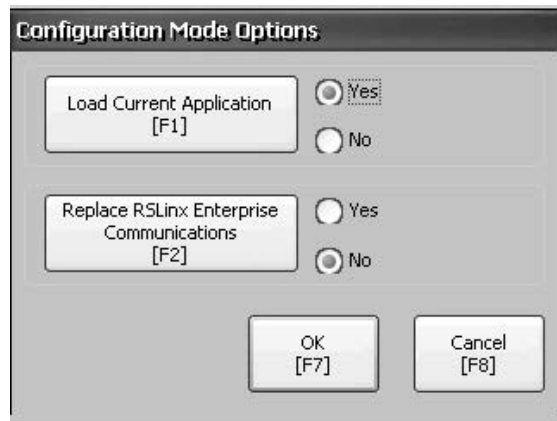 Configuration Mode Options
Load Current Application
[F1]
Yes
No
Replace RSLinx Enterprise
Communications
[F2]
Yes
No
OK
[F7]
Cancel
[F8]